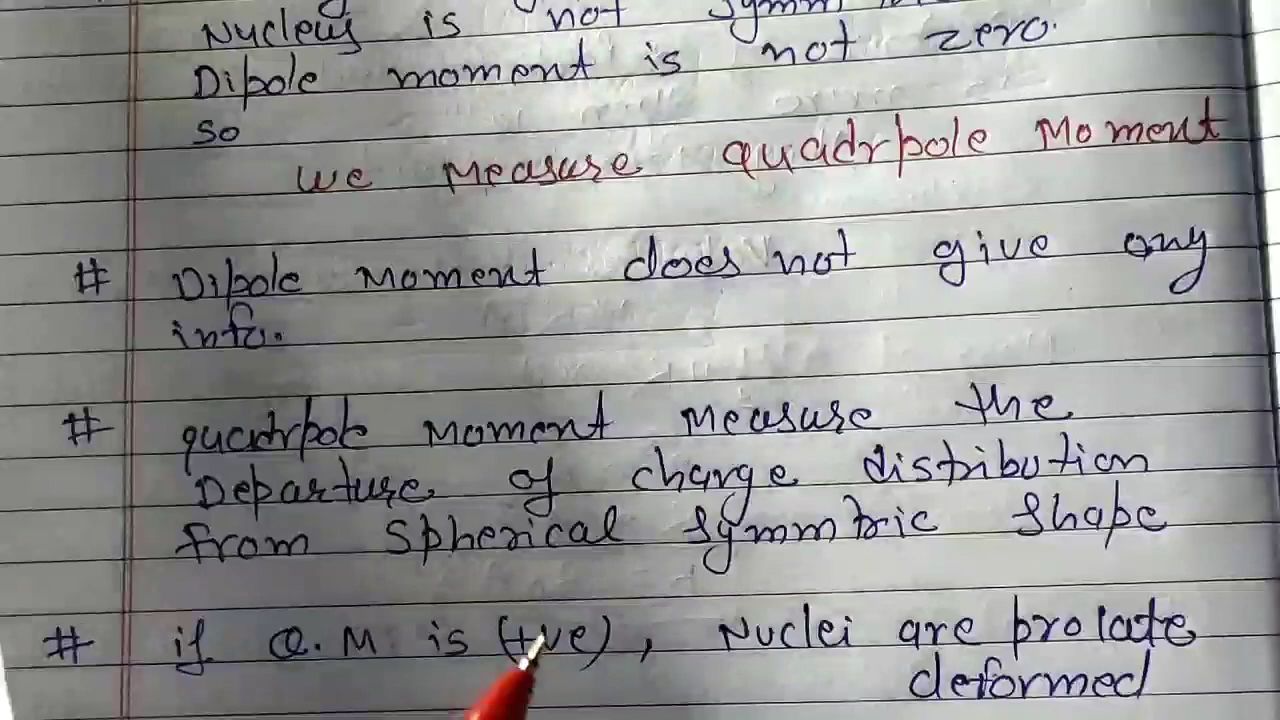 Nucleus is not symm
Dipole moment is not zero.
so
we Measure quadrpole Moment
# Dipole Moment does not give any
info.
# quadrpole Moment Measure the
Departure of charge distribution
from spherical symmtric shape
# if Q.M is (+ve), Nuclei are prolate
deformed